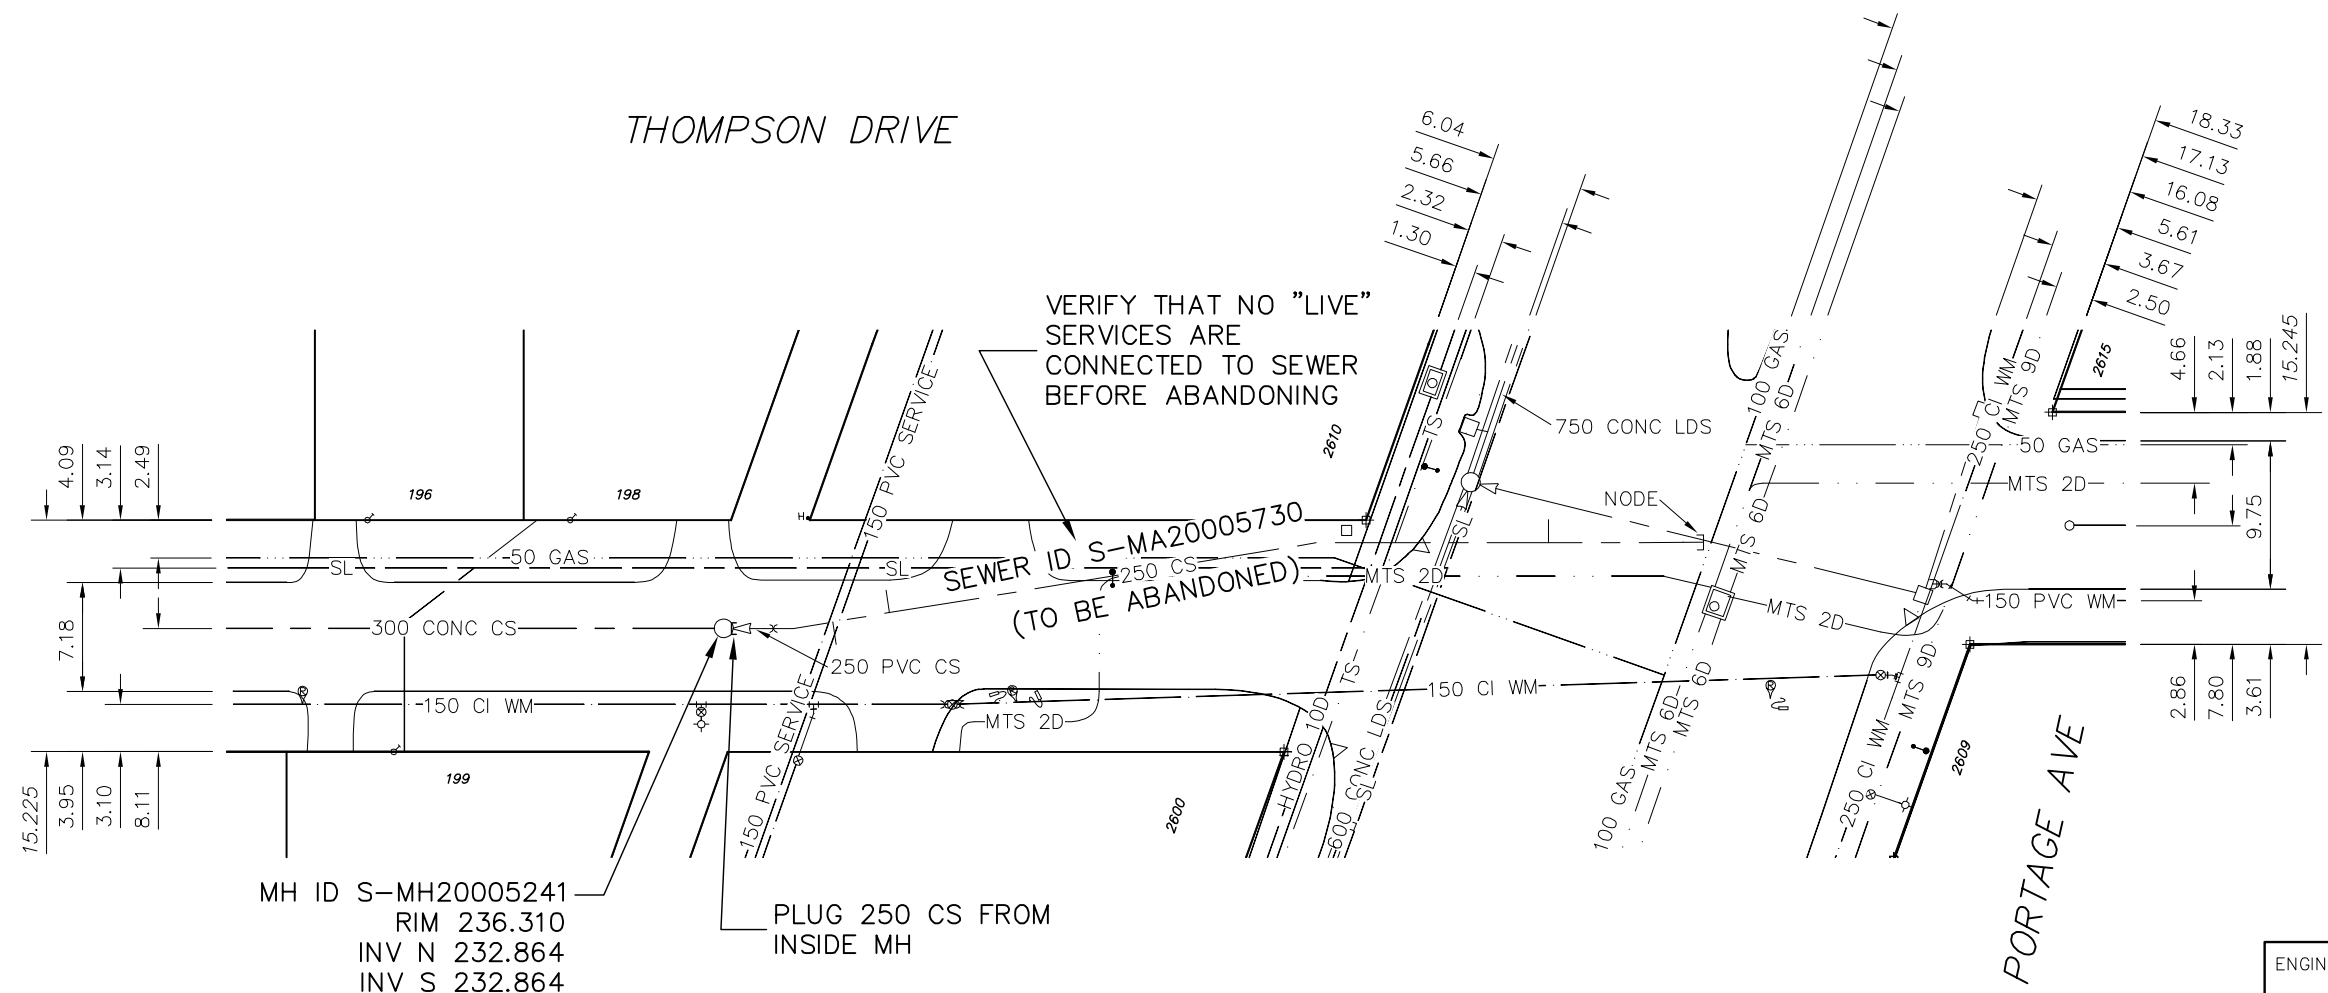 THOMPSON DRIVE
6.04
5.66
2.32
1.30
18.33
17.13
16.08
5.61
3.67
2.50
VERIFY THAT NO "LIVE"
SERVICES ARE
CONNECTED TO SEWER
BEFORE ABANDONING
150 PVC SERVICE
2610
TS
750 CONC LDS
100 GAS
MTS 6D
250 CI WM
MTS 9D
2615
4.66
2.13
1.88
15.245
50 GAS
MTS 2D
NODE
4.09
3.14
2.49
196
198
H
SEWER ID S-MA20005730
(TO BE ABANDONED)
250 CS
SL
50 GAS
SL
SL
MTS 2D
MTS 6D
MTS 2D
150 PVC WM
9.75
7.18
300 CONC CS
250 PVC CS
150 CI WM
MTS 2D
150 CI WM
150 PVC SERVICE
HYDRO 10D
TS
600 CONC LDS
SL
100 GAS
MTS 6D
MTS 6D
250 CI WM
MTS 9D
2609
2.86
7.80
3.61
15.225
3.95
3.10
8.11
199
2600
PORTAGE AVE
MH ID S-MH20005241
RIM 236.310
INV N 232.864
INV S 232.864
PLUG 250 CS FROM
INSIDE MH
ENGIN